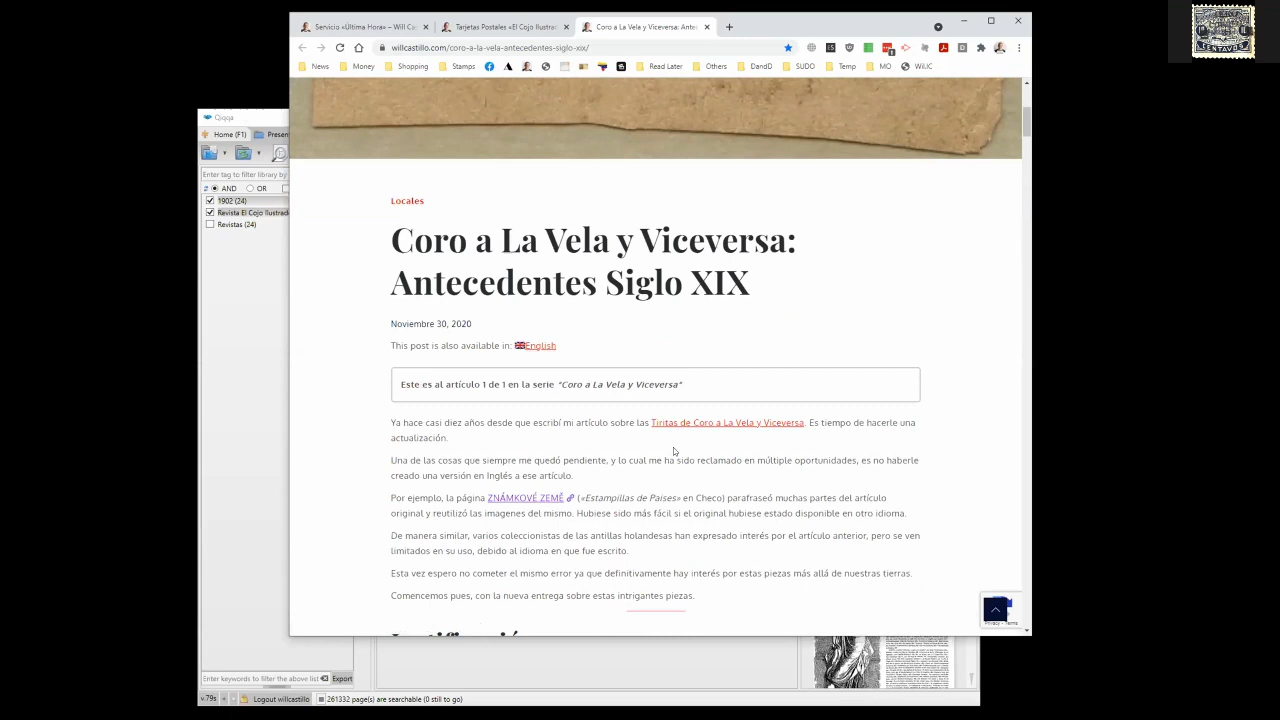 Servicio «Última Hora» – Will Cas
Tarjetas Postales «El Cojo Ilustrad
Coro a La Vela y Viceversa: Ante
CENTAVOS
willcastillo.com/coro-a-la-vela-antecedentes-siglo-xix/
News
Money
Shopping
Stamps
Read Later
Others
DandD
SUDO
Temp
MO
WillC
Qiqqa
Home (F1)
Presen
Enter tag to filter library by
AND
OR
1902 (24)
Revista El Cojo Ilustrad
Revistas (24)
Locales
Coro a La Vela y Viceversa:
Antecedentes Siglo XIX
Noviembre 30, 2020
This post is also available in: English
Este es al artículo 1 de 1 en la serie “Coro a La Vela y Viceversa”
Ya hace casi diez años desde que escribí mi artículo sobre las Tiritas de Coro a La Vela y Viceversa. Es tiempo de hacerle una
actualización.
Una de las cosas que siempre me quedó pendiente, y lo cual me ha sido reclamado en múltiple oportunidades, es no haberle
creado una versión en Inglés a ese artículo.
Por ejemplo, la página ZNÁMKOVÉ ZEMĚ («Estampillas de Paises» en Checo) parafraseó muchas partes del artículo
original y reutilizó las imagenes del mismo. Hubiese sido más fácil si el original hubiese estado disponible en otro idioma.
De manera similar, varios coleccionistas de las antillas holandesas han expresado interés por el artículo anterior, pero se ven
limitados en su uso, debido al idioma en que fue escrito.
Esta vez espero no cometer el mismo error ya que definitivamente hay interés por estas piezas más allá de nuestras tierras.
Comencemos pues, con la nueva entrega sobre estas intrigantes piezas.
Privacy - Terms
Enter keywords to filter the above list
Export
v.79s
Logout willcastillo
261332 page(s) are searchable (0 still to go)